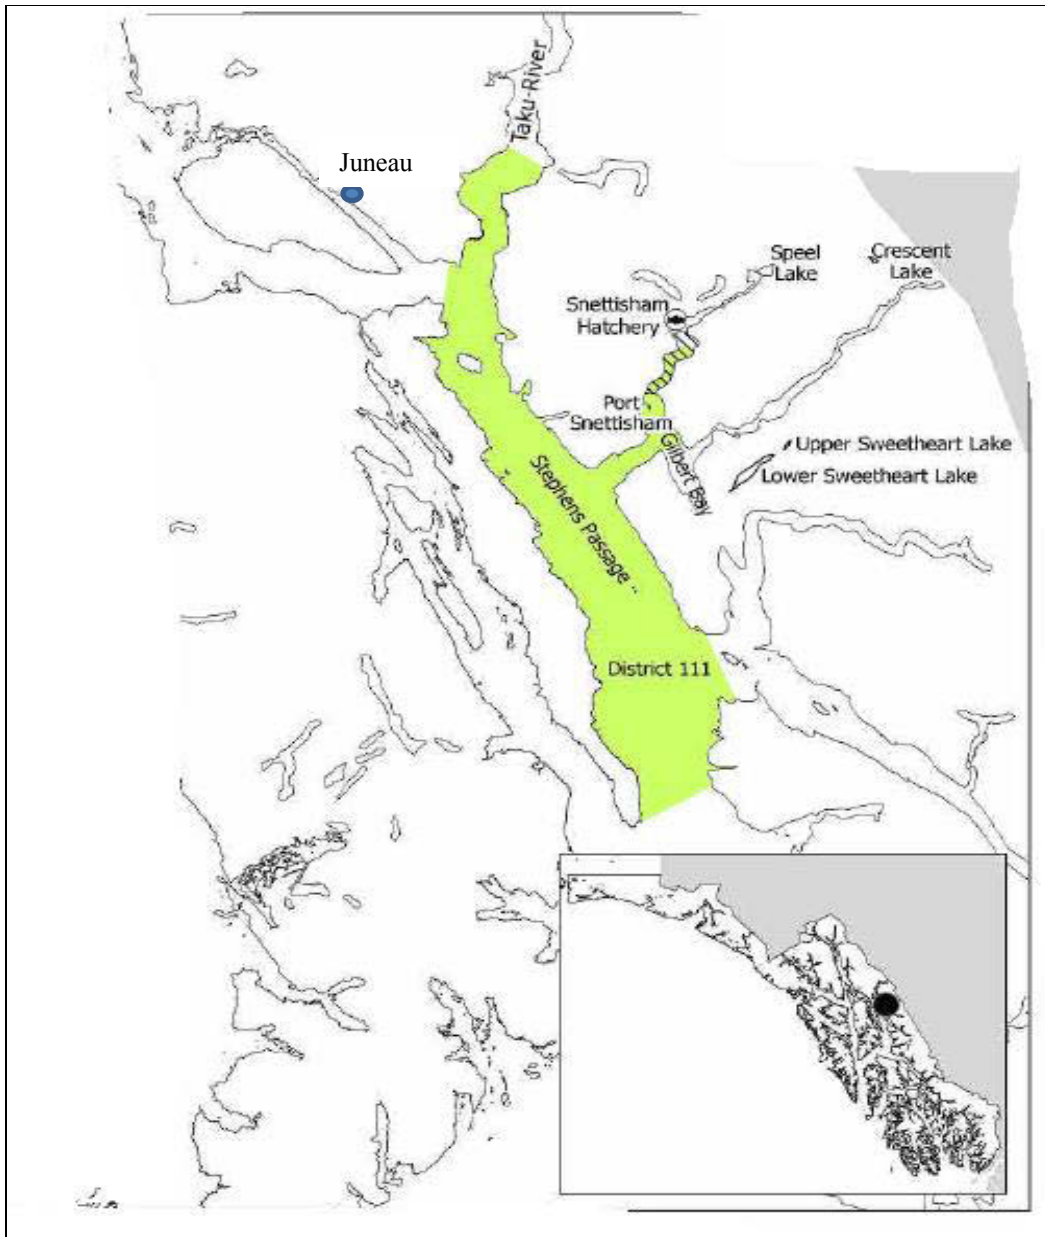 Taku-River
Juneau
Speel
Lake
Crescent
Lake
Snettisham
Hatchery
Port
Snettisham
Gilbert Bay
Upper Sweetheart Lake
Lower Sweetheart Lake
Stephens Passage
District 111